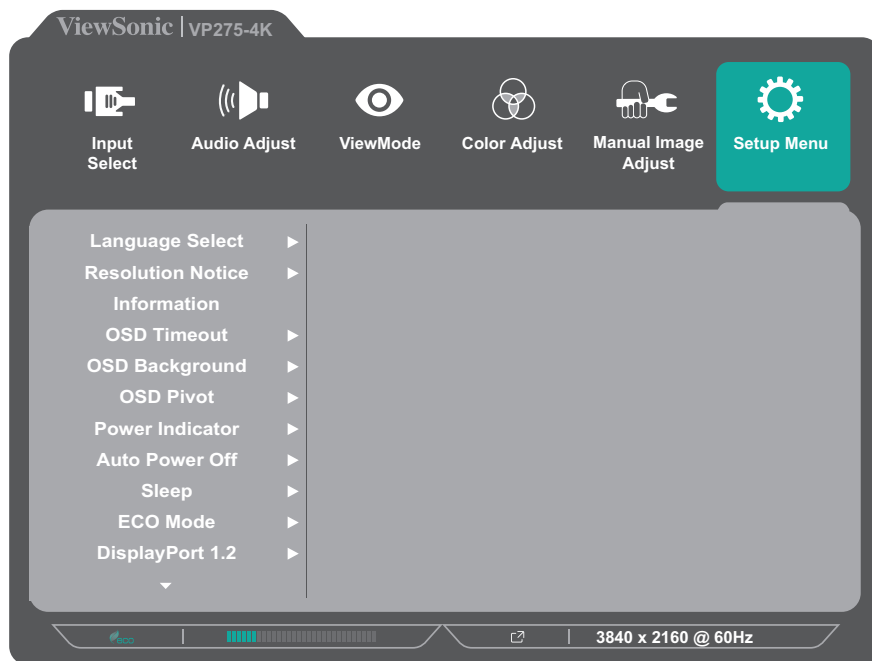 ViewSonic | VP275-4K
Input
Select
Audio Adjust
ViewMode
Color Adjust
Manual Image
Adjust
Setup Menu
Language Select
Resolution Notice
Information
OSD Timeout
OSD Background
OSD Pivot
Power Indicator
Auto Power Off
Sleep
ECO Mode
DisplayPort 1.2
eco
3840 x 2160 @ 60Hz